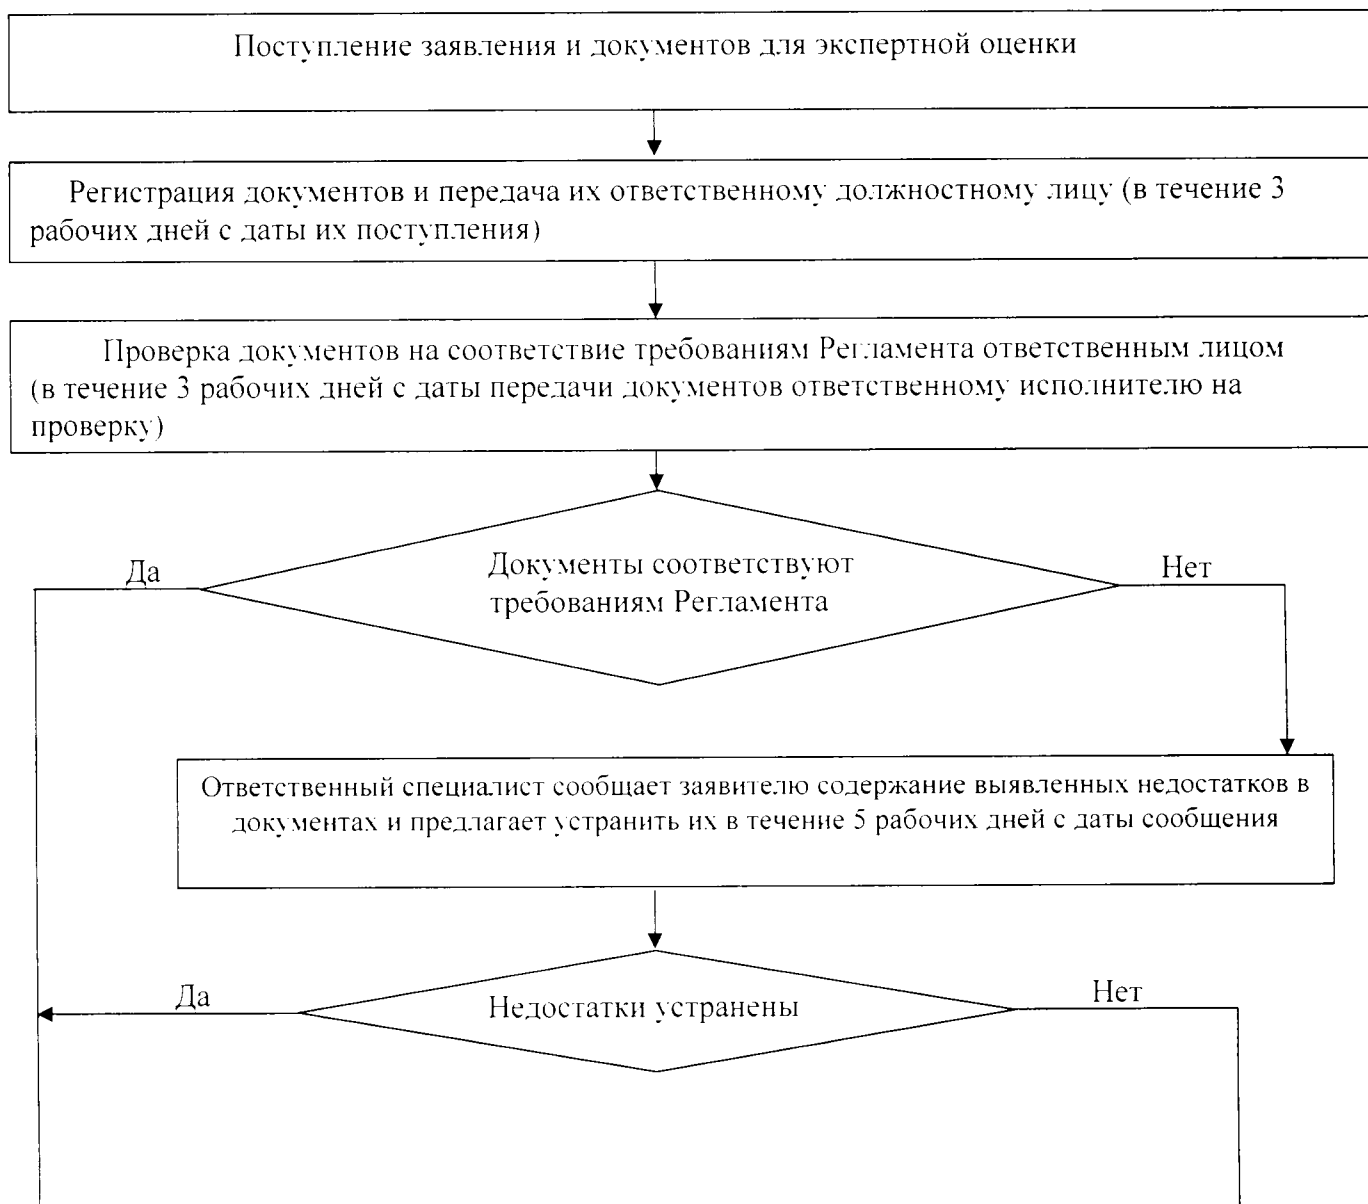 Поступление заявления и документов для экспертной оценки
Регистрация документов и передача их ответственному должностному лицу (в течение 3
рабочих дней с даты их поступления)
Проверка документов на соответствие требованиям Регламента ответственным лицом
(в течение 3 рабочих дней с даты передачи документов ответственному исполнителю на
проверку)
Да
Документы соответствуют
требованиям Регламента
Нет
Ответственный специалист сообщает заявителю содержание выявленных недостатков в
документах и предлагает устранить их в течение 5 рабочих дней с даты сообщения
Да
Недостатки устранены
Нет